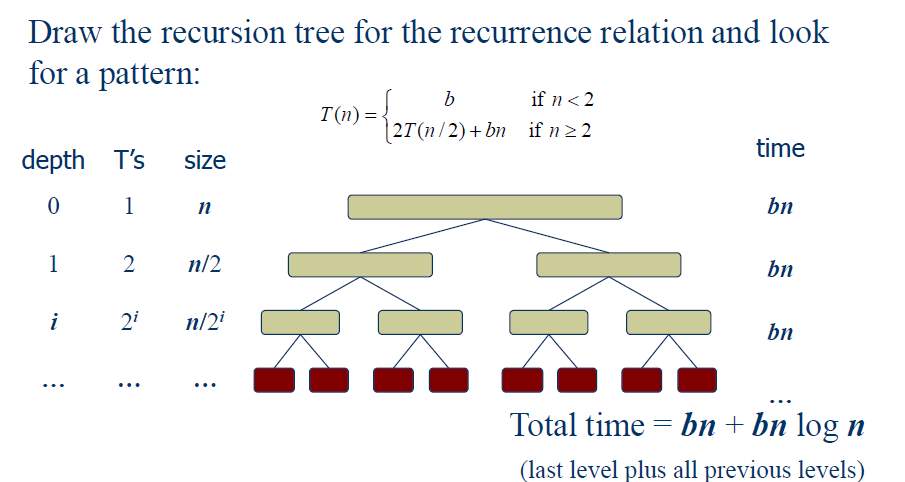 Draw the recursion tree for the recurrence relation and look
for a pattern:
T(n) = { b if n < 2
2T(n/2) + bn if n ≥ 2
depth T's size time
0 1 n bn
1 2 n/2 bn
i 2ⁱ n/2ⁱ bn
... ... ... ...
Total time = bn + bn log n
(last level plus all previous levels)